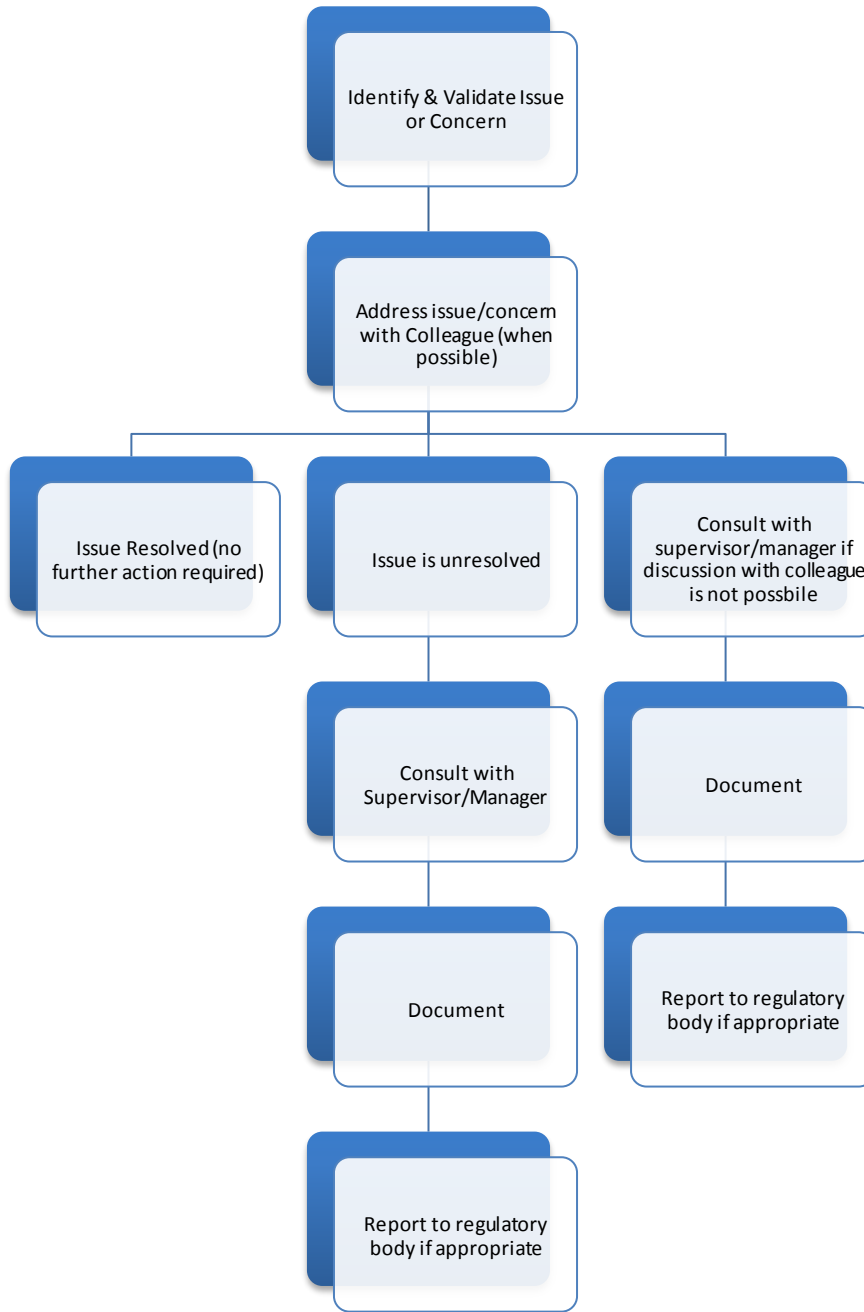 Identify & Validate Issue
or Concern
Address issue/concern
with Colleague (when
possible)
Issue Resolved (no
further action required)
Issue is unresolved
Consult with
supervisor/manager if
discussion with colleague
is not possbile
Consult with
Supervisor/Manager
Document
Document
Report to regulatory
body if appropriate
Report to regulatory
body if appropriate